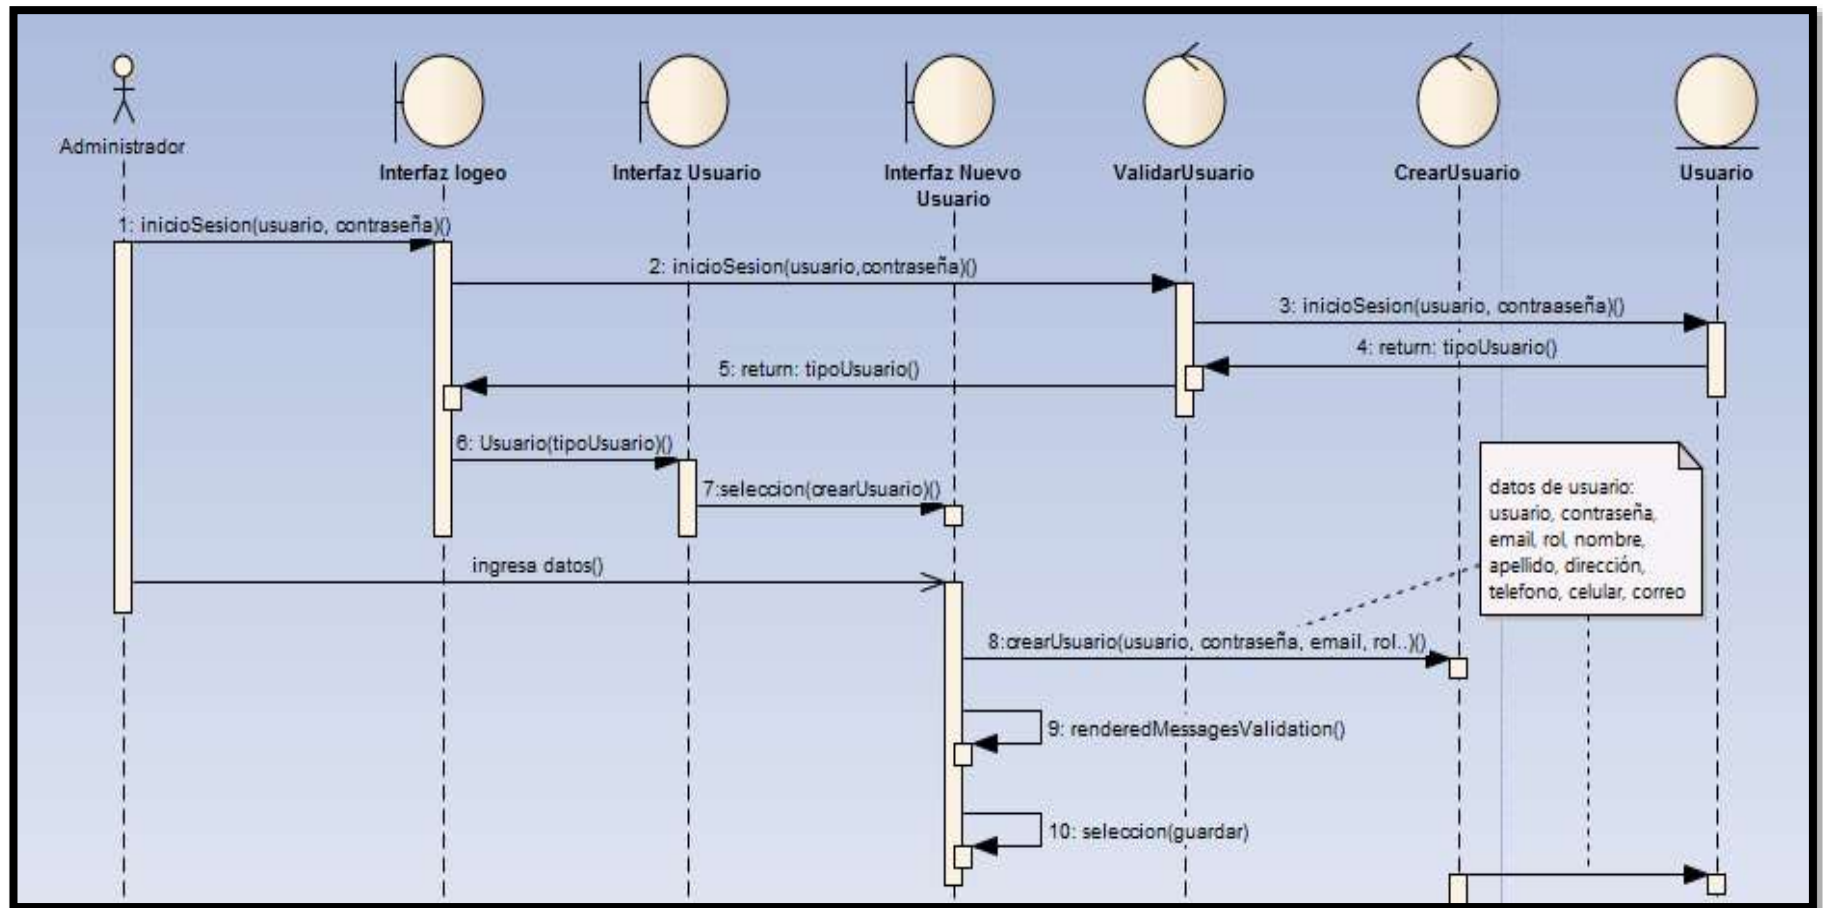 Administrador
Interfaz logeo
Interfaz Usuario
Interfaz Nuevo
Usuario
ValidarUsuario
CrearUsuario
Usuario
1: inicioSesion(usuario, contraseña)()
2: inicioSesion(usuario,contraseña)()
3: inicioSesion(usuario, contraaseña)()
4: return: tipoUsuario()
5: return: tipoUsuario()
6: Usuario(tipoUsuario)()
7:seleccion(crearUsuario)()
datos de usuario:
usuario, contraseña,
email, rol, nombre,
apellido, dirección,
telefono, celular, correo
ingresa datos()
8:crearUsuario(usuario, contraseña, email, rol..)()
9: renderedMessagesValidation()
10: seleccion(guardar)